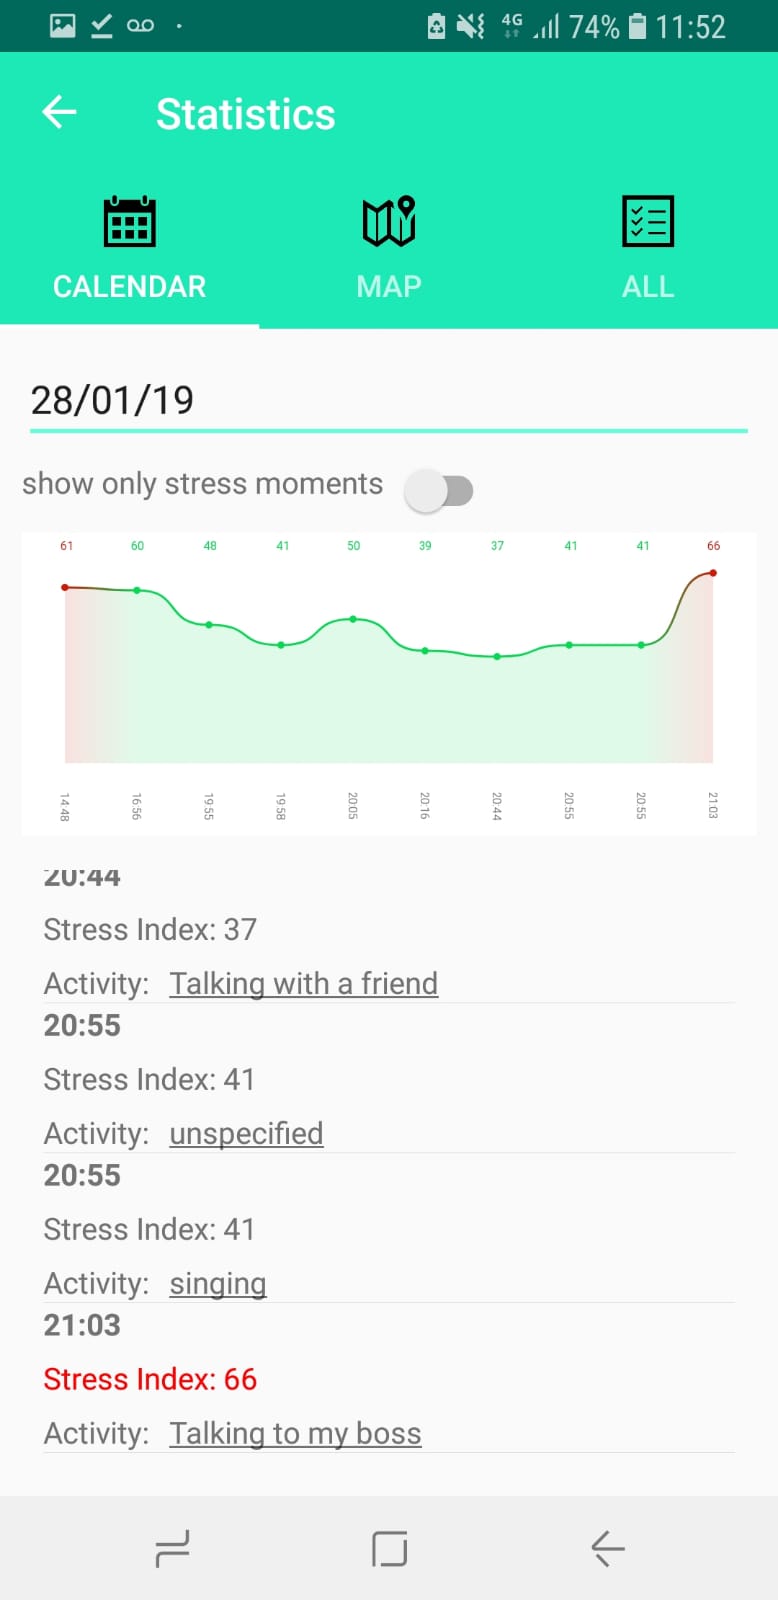 4G 74% 11:52
Statistics
CALENDAR MAP ALL
28/01/19
show only stress moments
61 60 48 41 50 39 37 41 41 66
14:48 16:56 19:55 19:58 20:05 20:16 20:44 20:55 20:55 21:03
20:44
Stress Index: 37
Activity: Talking with a friend
20:55
Stress Index: 41
Activity: unspecified
20:55
Stress Index: 41
Activity: singing
21:03
Stress Index: 66
Activity: Talking to my boss